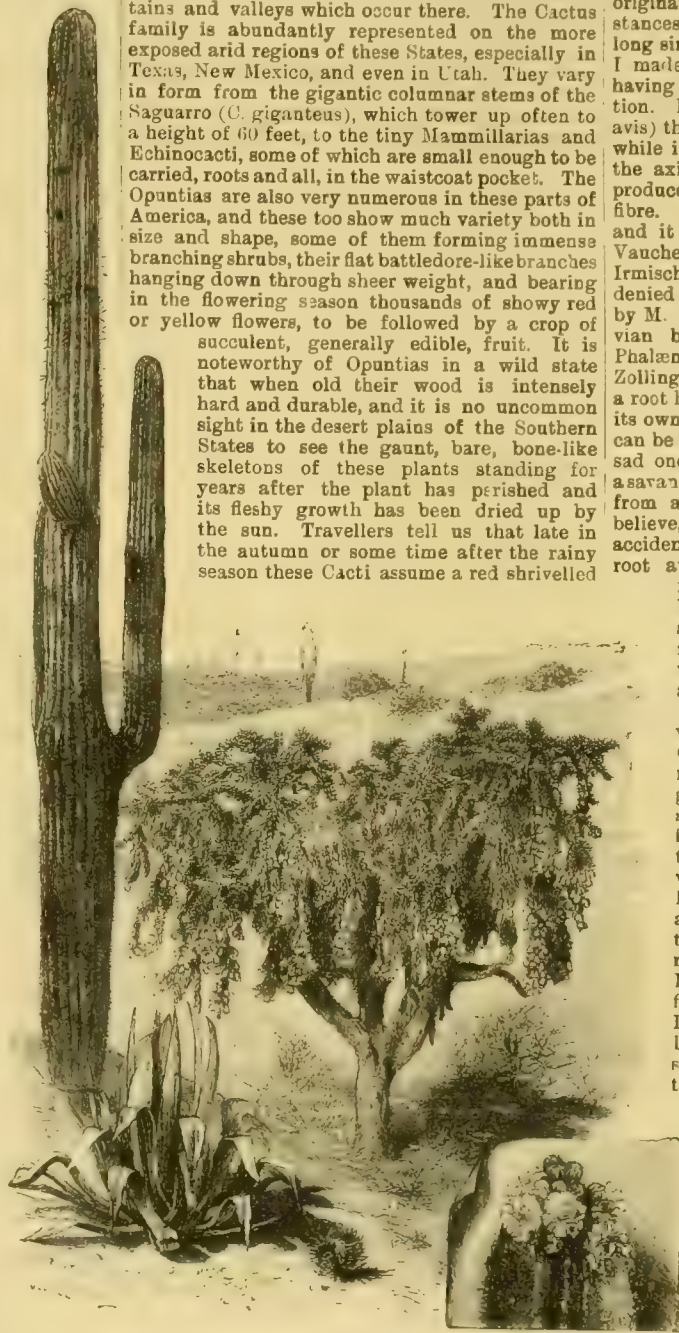 tains and valleys which occur there. The Cactus
family is abundantly represented on the more
exposed arid regions of these States, especially in
Texas, New Mexico, and even in Utah. They vary
in form from the gigantic columnar stems of the
Saguarro (C. giganteus), which tower up often to
a height of 60 feet, to the tiny Mammillarias and
Echinocacti, some of which are small enough to be
carried, roots and all, in the waistcoat pocket. The
Opuntias are also very numerous in these parts of
America, and these too show much variety both in
size and shape, some of them forming immense
branching shrubs, their flat battledore-like branches
hanging down through sheer weight, and bearing
in the flowering season thousands of showy red
or yellow flowers, to be followed by a crop of
succulent, generally edible, fruit. It is
noteworthy of Opuntias in a wild state
that when old their wood is intensely
hard and durable, and it is no uncommon
sight in the desert plains of the Southern
States to see the gaunt, bare, bone-like
skeletons of these plants standing for
years after the plant has perished and
its fleshy growth has been dried up by
the sun. Travellers tell us that late in
the autumn or some time after the rainy
season these Cacti assume a red shrivelled
origina
stances
long si
I made
having
tion.
avis) th
while i
the axi
produce
fibre.
and it
Vauche
Irmisch
denied
by M.
vian b
Phalæn
Zolling
a root h
its own
can be
sad one
a savan
from a
believe,
acciden
root a